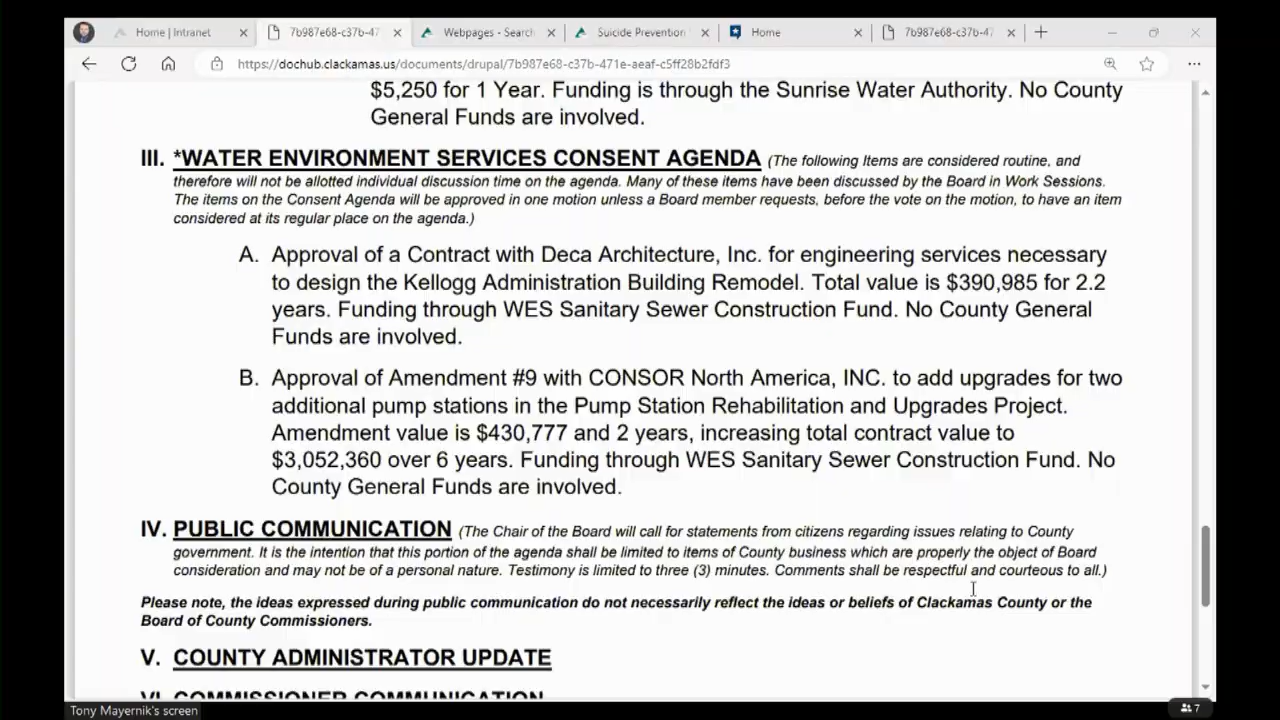 Home | Intranet
7b987e68-c37b-47
Webpages - Search
Suicide Prevention
Home
7b987e68-c37b-47
https://dochub.clackamas.us/documents/drupal/7b987e68-c37b-471e-aeaf-c5ff28b2fdf3
$5,250 for 1 Year. Funding is through the Sunrise Water Authority. No County
General Funds are involved.
III. *WATER ENVIRONMENT SERVICES CONSENT AGENDA (The following Items are considered routine, and
therefore will not be allotted individual discussion time on the agenda. Many of these items have been discussed by the Board in Work Sessions.
The items on the Consent Agenda will be approved in one motion unless a Board member requests, before the vote on the motion, to have an item
considered at its regular place on the agenda.)
A. Approval of a Contract with Deca Architecture, Inc. for engineering services necessary
to design the Kellogg Administration Building Remodel. Total value is $390,985 for 2.2
years. Funding through WES Sanitary Sewer Construction Fund. No County General
Funds are involved.
B. Approval of Amendment #9 with CONSOR North America, INC. to add upgrades for two
additional pump stations in the Pump Station Rehabilitation and Upgrades Project.
Amendment value is $430,777 and 2 years, increasing total contract value to
$3,052,360 over 6 years. Funding through WES Sanitary Sewer Construction Fund. No
County General Funds are involved.
IV. PUBLIC COMMUNICATION (The Chair of the Board will call for statements from citizens regarding issues relating to County
government. It is the intention that this portion of the agenda shall be limited to items of County business which are properly the object of Board
consideration and may not be of a personal nature. Testimony is limited to three (3) minutes. Comments shall be respectful and courteous to all.)
Please note, the ideas expressed during public communication do not necessarily reflect the ideas or beliefs of Clackamas County or the
Board of County Commissioners.
V. COUNTY ADMINISTRATOR UPDATE
VI. COMMISSIONER COMMUNICATION
Tony Mayernik's screen
7